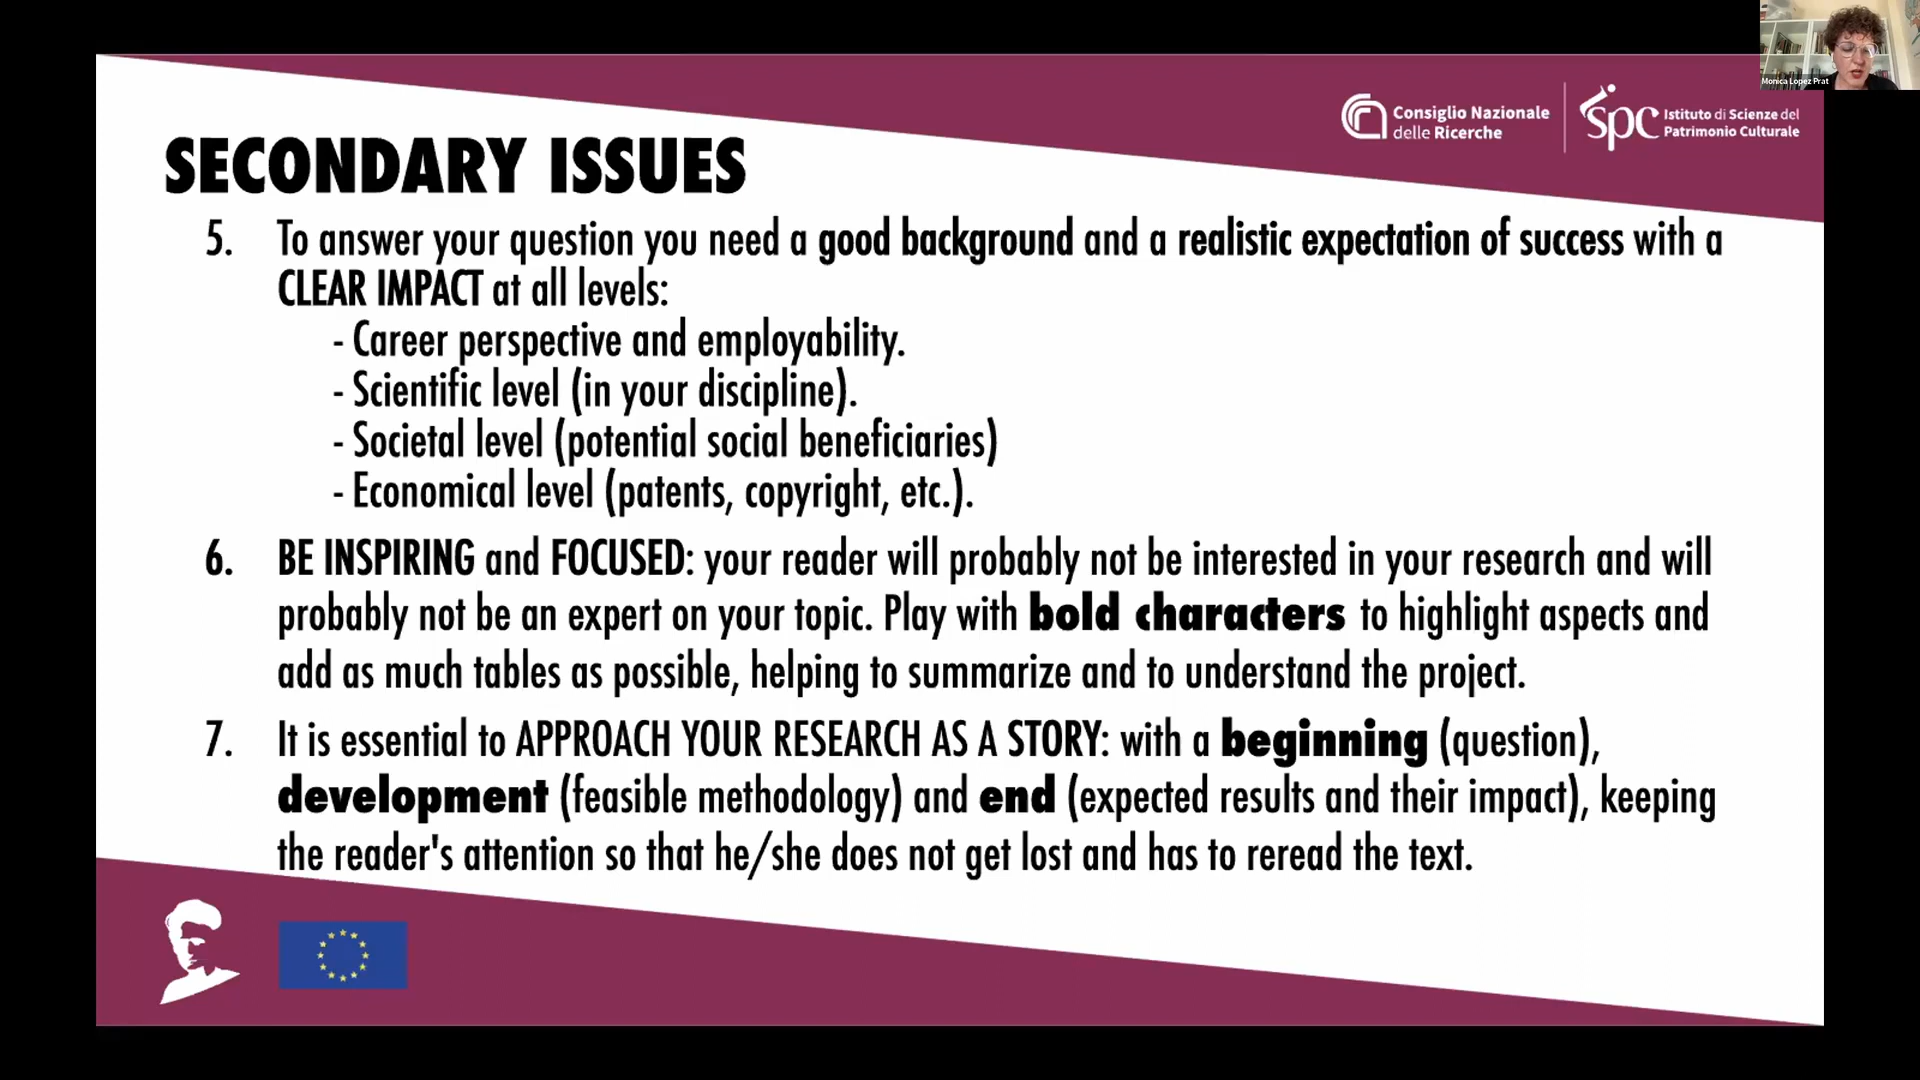 Monica Lopez Prat
Consiglio Nazionale
delle Ricerche
spc
Istituto di Scienze del
Patrimonio Culturale
SECONDARY ISSUES
5. To answer your question you need a good background and a realistic expectation of success with a
CLEAR IMPACT at all levels:
- Career perspective and employability.
- Scientific level (in your discipline).
- Societal level (potential social beneficiaries)
- Economical level (patents, copyright, etc.).
6. BE INSPIRING and FOCUSED: your reader will probably not be interested in your research and will
probably not be an expert on your topic. Play with bold characters to highlight aspects and
add as much tables as possible, helping to summarize and to understand the project.
7. It is essential to APPROACH YOUR RESEARCH AS A STORY: with a beginning (question),
development (feasible methodology) and end (expected results and their impact), keeping
the reader's attention so that he/she does not get lost and has to reread the text.